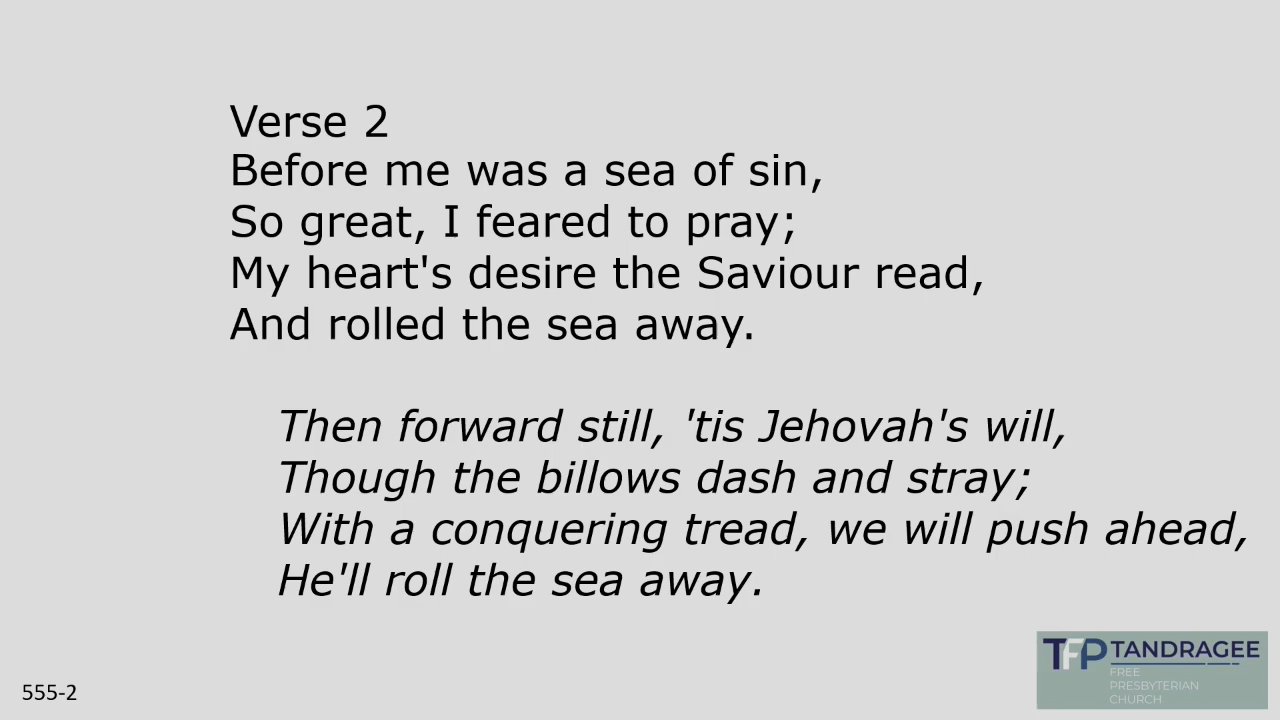 Verse 2
Before me was a sea of sin,
So great, I feared to pray;
My heart's desire the Saviour read,
And rolled the sea away.
Then forward still, 'tis Jehovah's will,
Though the billows dash and stray;
With a conquering tread, we will push ahead,
He'll roll the sea away.
555-2
TFP TANDRAGEE
FREE
PRESBYTERIAN
CHURCH